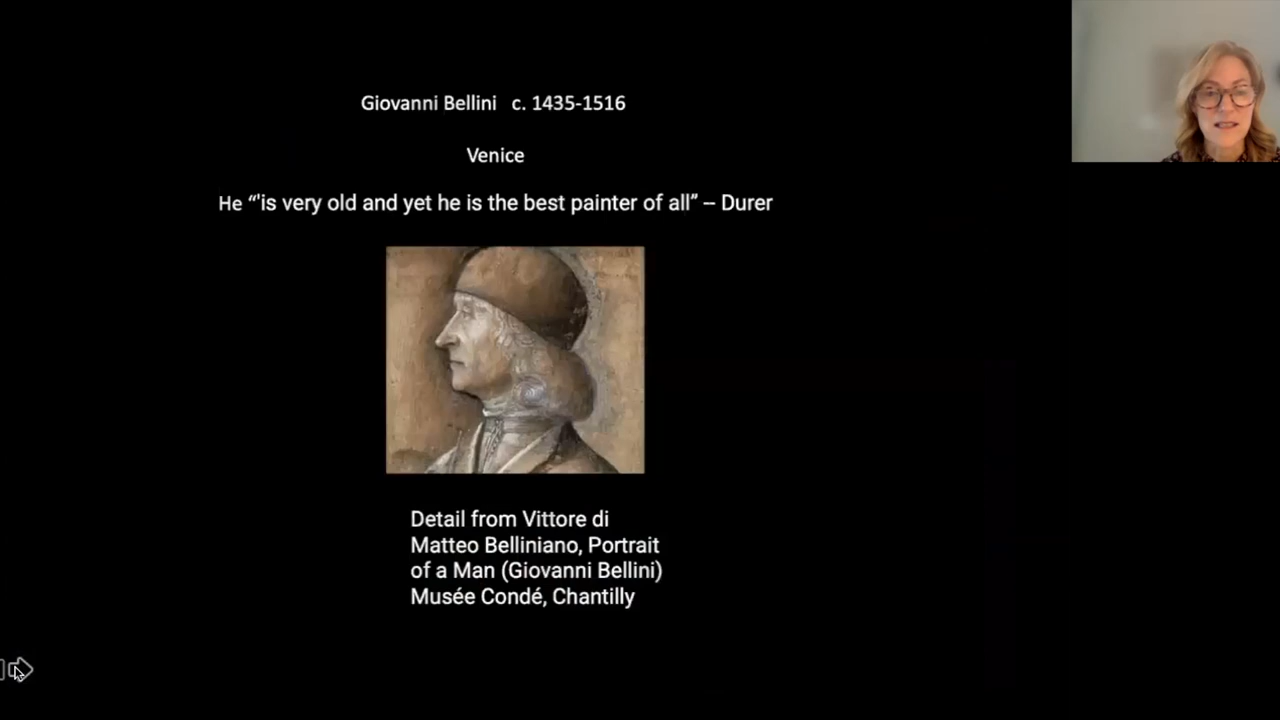 Giovanni Bellini c. 1435-1516
Venice
He “'is very old and yet he is the best painter of all” -- Durer
Detail from Vittore di
Matteo Belliniano, Portrait
of a Man (Giovanni Bellini)
Musée Condé, Chantilly